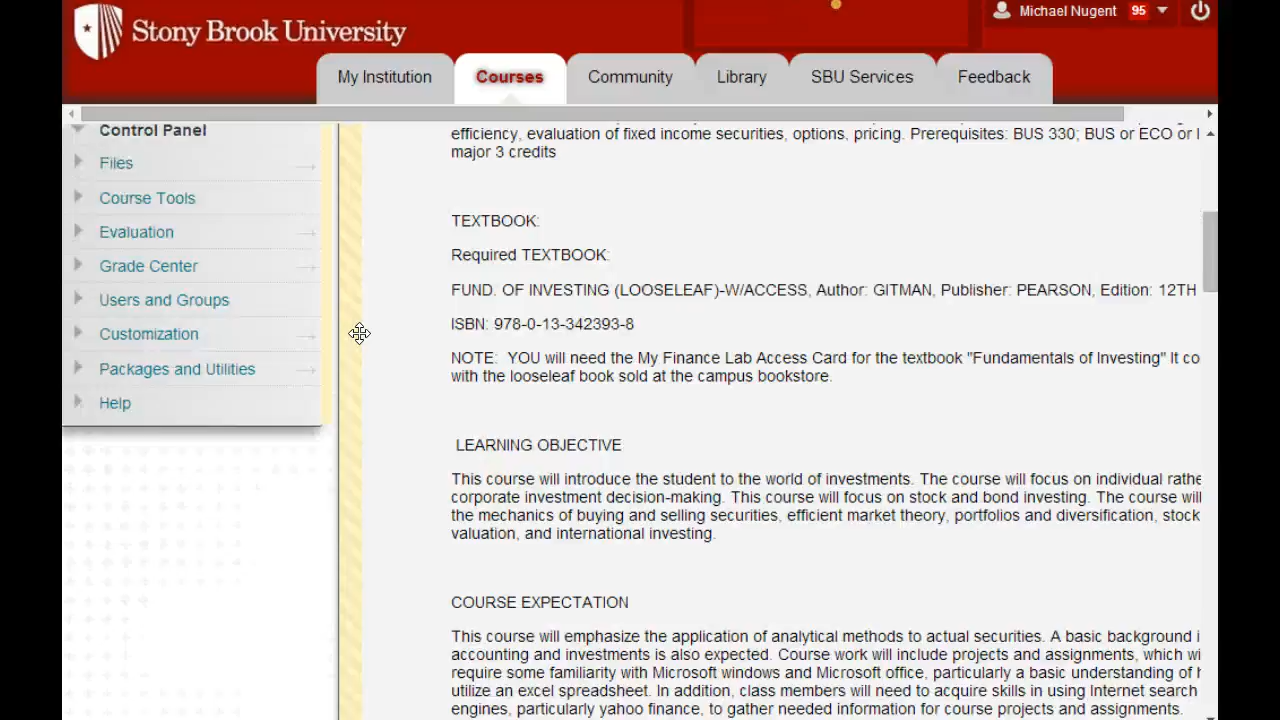 Stony Brook University
Michael Nugent 95
My Institution Courses Community Library SBU Services Feedback
Control Panel
Files
Course Tools
Evaluation
Grade Center
Users and Groups
Customization
Packages and Utilities
Help
efficiency, evaluation of fixed income securities, options, pricing. Prerequisites: BUS 330; BUS or ECO or
major 3 credits
TEXTBOOK:
Required TEXTBOOK:
FUND. OF INVESTING (LOOSELEAF)-W/ACCESS, Author: GITMAN, Publisher: PEARSON, Edition: 12TH
ISBN: 978-0-13-342393-8
NOTE: YOU will need the My Finance Lab Access Card for the textbook "Fundamentals of Investing" It co
with the looseleaf book sold at the campus bookstore.
LEARNING OBJECTIVE
This course will introduce the student to the world of investments. The course will focus on individual rathe
corporate investment decision-making. This course will focus on stock and bond investing. The course will
the mechanics of buying and selling securities, efficient market theory, portfolios and diversification, stock
valuation, and international investing.
COURSE EXPECTATION
This course will emphasize the application of analytical methods to actual securities. A basic background i
accounting and investments is also expected. Course work will include projects and assignments, which wi
require some familiarity with Microsoft windows and Microsoft office, particularly a basic understanding of
utilize an excel spreadsheet. In addition, class members will need to acquire skills in using Internet search
engines, particularly yahoo finance, to gather needed information for course projects and assignments.